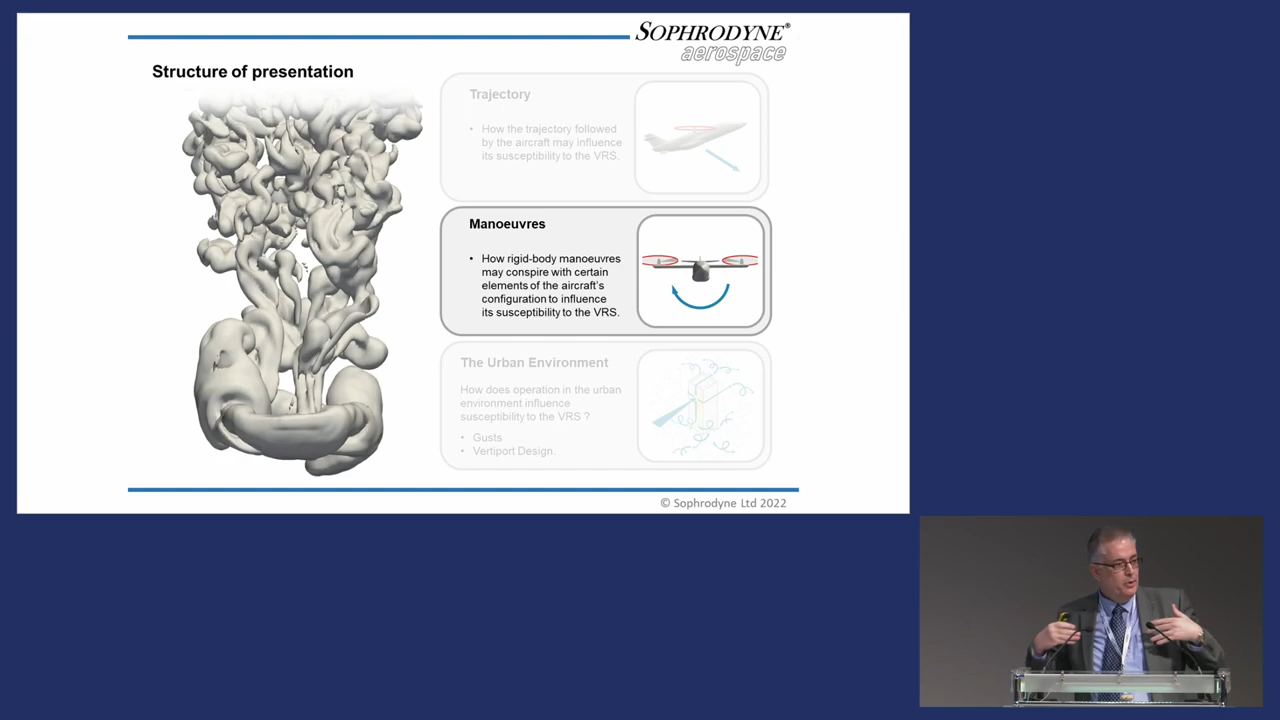 SOPHRODYNE®
aerospace
Structure of presentation
Trajectory
• How the trajectory followed
by the aircraft may influence
its susceptibility to the VRS.
Manoeuvres
• How rigid-body manoeuvres
may conspire with certain
elements of the aircraft's
configuration to influence
its susceptibility to the VRS.
The Urban Environment
How does operation in the urban
environment influence
susceptibility to the VRS ?
• Gusts
• Vertiport Design.
© Sophrodyne Ltd 2022